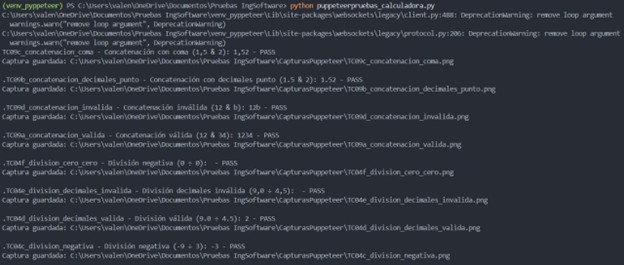 (venv_pyppeteer) PS C:\Users\valen\OneDrive\Documentos\Pruebas IngSoftware> python puppeteerpruebas_calculadora.py
C:\Users\valen\OneDrive\Documentos\Pruebas IngSoftware\venv_pyppeteer\Lib\site-packages\websockets\legacy\client.py:488: DeprecationWarning: remove loop argument
  warnings.warn("remove loop argument", DeprecationWarning)
C:\Users\valen\OneDrive\Documentos\Pruebas IngSoftware\venv_pyppeteer\Lib\site-packages\websockets\legacy\protocol.py:206: DeprecationWarning: remove loop argument
  warnings.warn("remove loop argument", DeprecationWarning)
TC09c_concatenacion_coma - Concatenación con coma (1,5 & 2): 1,52 - PASS
Captura guardada: C:\Users\valen\OneDrive\Documentos\Pruebas IngSoftware\CapturasPuppeteer\TC09c_concatenacion_coma.png
.TC09b_concatenacion_decimales_punto - Concatenación con decimales punto (1.5 & 2): 1.52 - PASS
Captura guardada: C:\Users\valen\OneDrive\Documentos\Pruebas IngSoftware\CapturasPuppeteer\TC09b_concatenacion_decimales_punto.png
.TC09d_concatenacion_invalida - Concatenación inválida (12 & b): 12b - PASS
Captura guardada: C:\Users\valen\OneDrive\Documentos\Pruebas IngSoftware\CapturasPuppeteer\TC09d_concatenacion_invalida.png
.TC09a_concatenacion_valida - Concatenación válida (12 & 34): 1234 - PASS
Captura guardada: C:\Users\valen\OneDrive\Documentos\Pruebas IngSoftware\CapturasPuppeteer\TC09a_concatenacion_valida.png
.TC04f_division_cero_cero - División negativa (0 ÷ 0):  - PASS
Captura guardada: C:\Users\valen\OneDrive\Documentos\Pruebas IngSoftware\CapturasPuppeteer\TC04f_division_cero_cero.png
.TC04e_division_decimales_invalida - División decimales inválida (9,0 ÷ 4,5):  - PASS
Captura guardada: C:\Users\valen\OneDrive\Documentos\Pruebas IngSoftware\CapturasPuppeteer\TC04e_division_decimales_invalida.png
.TC04d_division_decimales_valida - División válida (9.0 ÷ 4.5): 2 - PASS
Captura guardada: C:\Users\valen\OneDrive\Documentos\Pruebas IngSoftware\CapturasPuppeteer\TC04d_division_decimales_valida.png
.TC04c_division_negativa - División negativa (-9 ÷ 3): -3 - PASS
Captura guardada: C:\Users\valen\OneDrive\Documentos\Pruebas IngSoftware\CapturasPuppeteer\TC04c_division_negativa.png